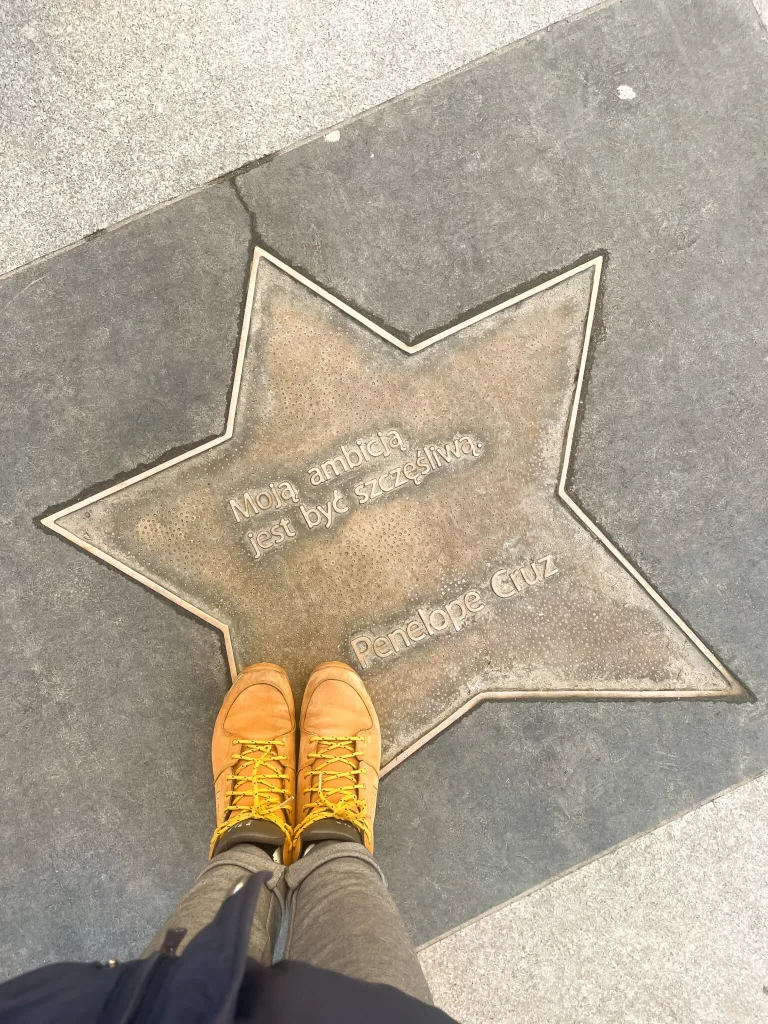 Moją ambicją
jest być szczęśliwą.
Penelope Cruz